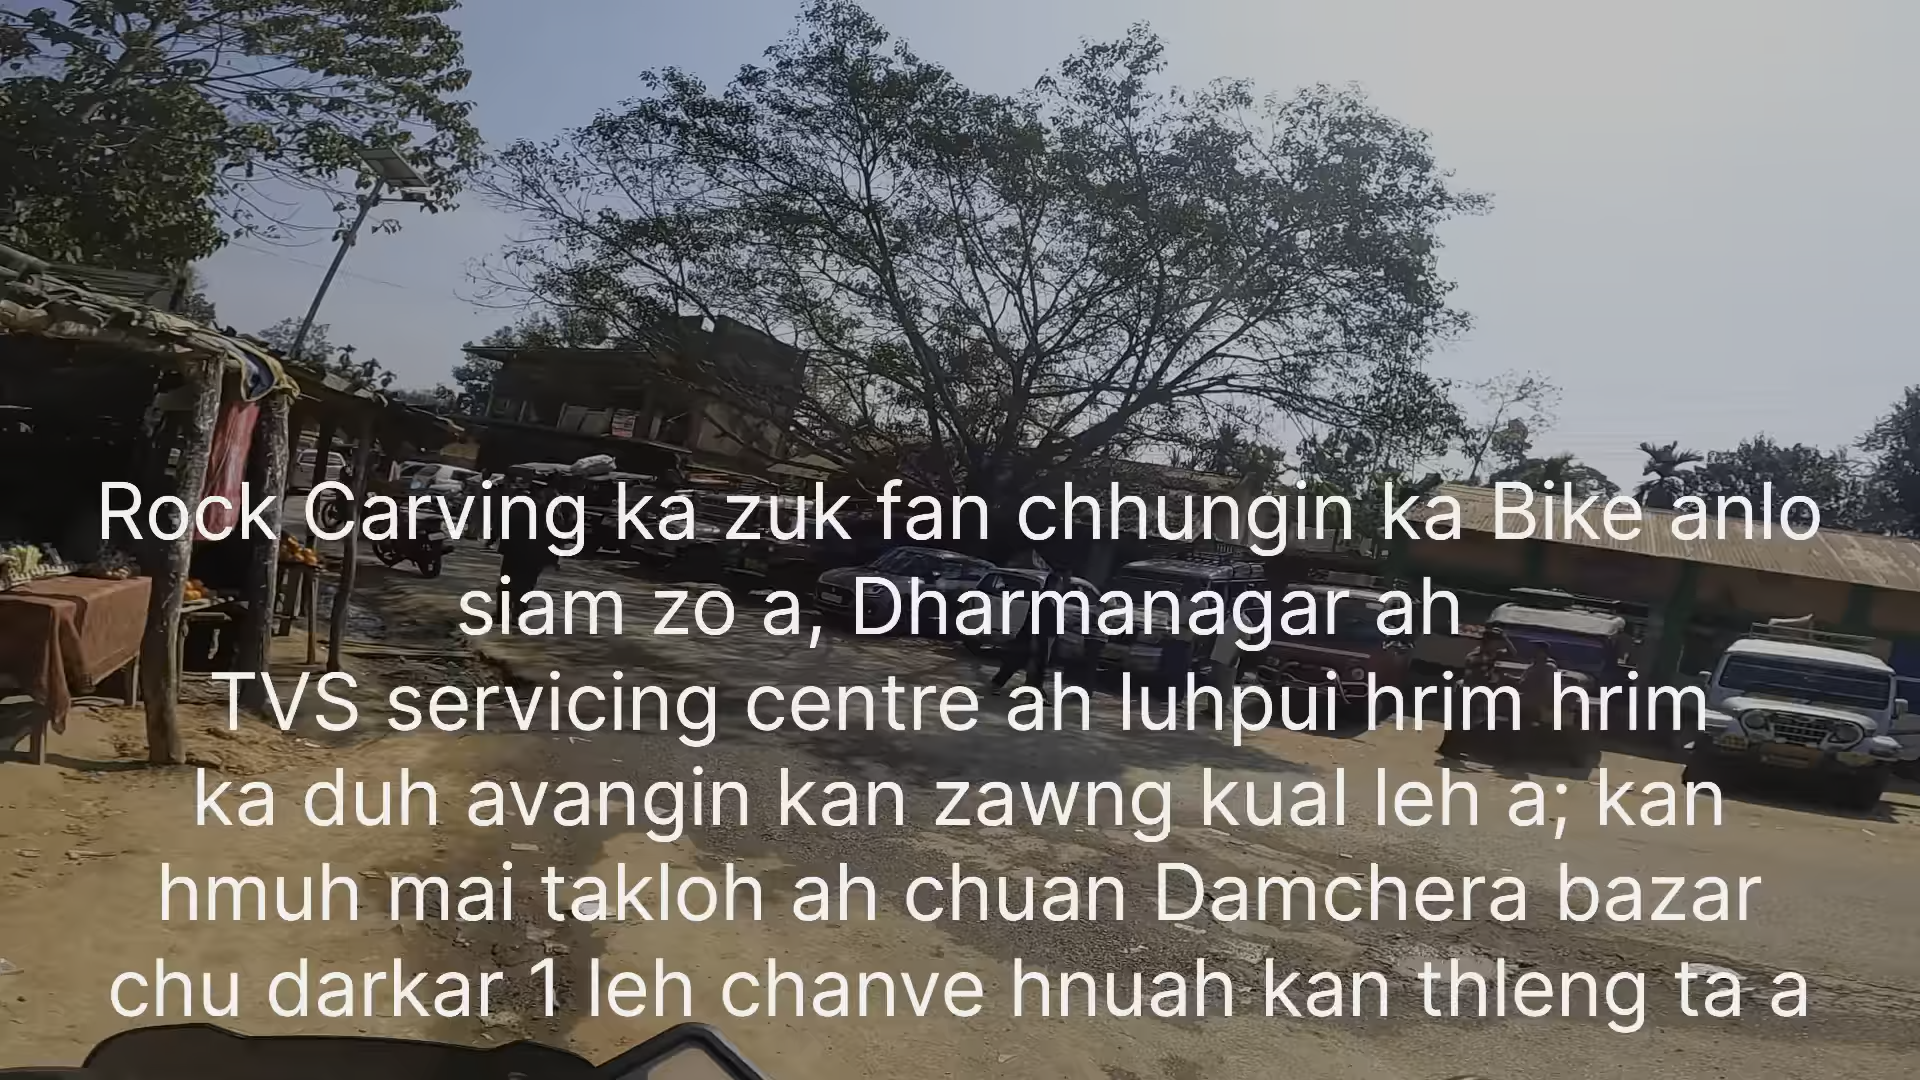 Rock Carving ka zuk fan chhungin ka Bike anlo
siam zo a, Dharmanagar ah
TVS servicing centre ah luhpui hrim hrim
ka duh avangin kan zawng kual leh a; kan
hmuh mai takloh ah chuan Damchera bazar
chu darkar 1 leh chanve hnuah kan thleng ta a